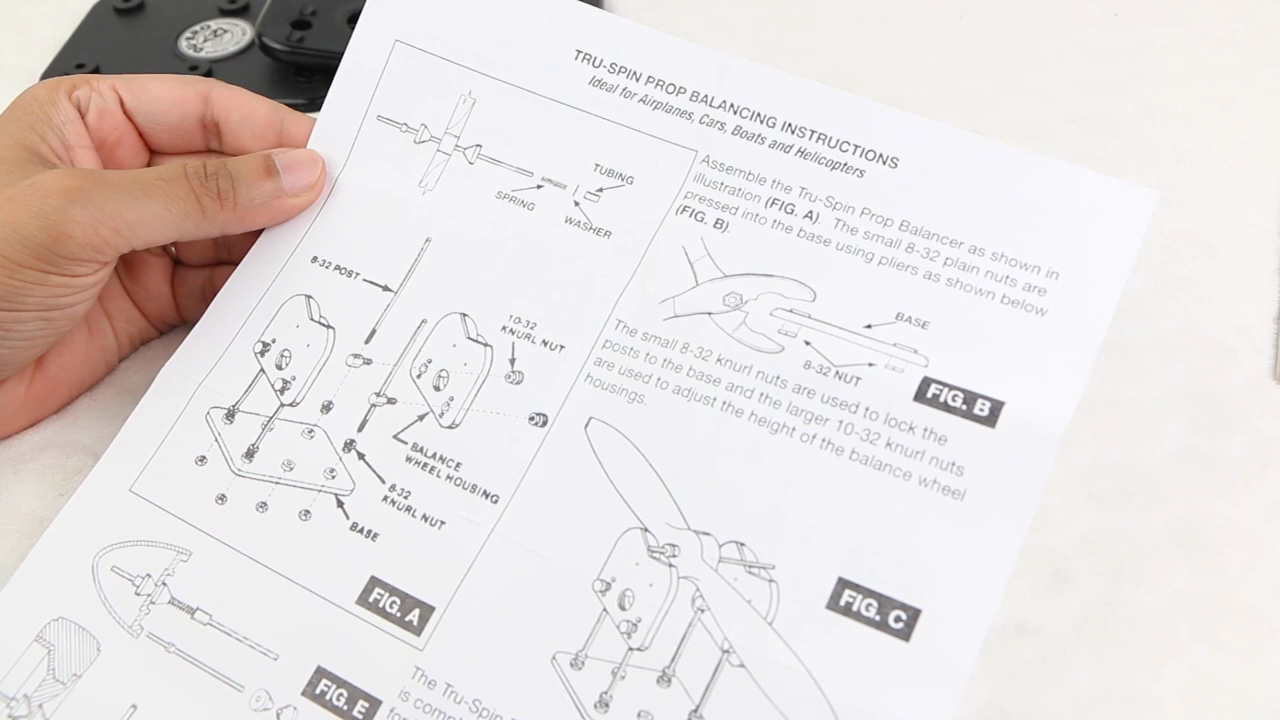 TRU-SPIN PROP BALANCING INSTRUCTIONS
Ideal for Airplanes, Cars, Boats and Helicopters
TUBING
SPRING
WASHER
8-32 POST
10-32
KNURL NUT
BALANCE
WHEEL HOUSING
8-32
KNURL NUT
BASE
FIG. A
Assemble the Tru-Spin Prop Balancer as shown in
illustration (FIG. A). The small 8-32 plain nuts are
pressed into the base using pliers as shown below
(FIG. B).
BASE
8-32 NUT
FIG. B
The small 8-32 knurl nuts are used to lock the
posts to the base and the larger 10-32 knurl nuts
are used to adjust the height of the balance wheel
housings.
FIG. C
FIG. E
The Tru-Spin